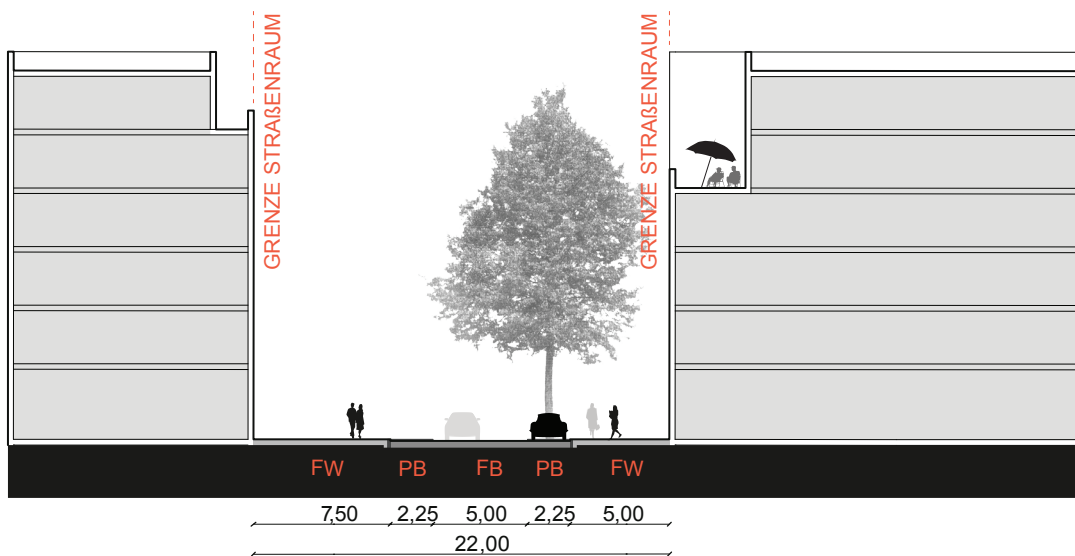 GRENZE STRAßENRAUM
GRENZE STRAßENRAUM
FW PB FB PB FW
7,50 2,25 5,00 2,25 5,00
22,00